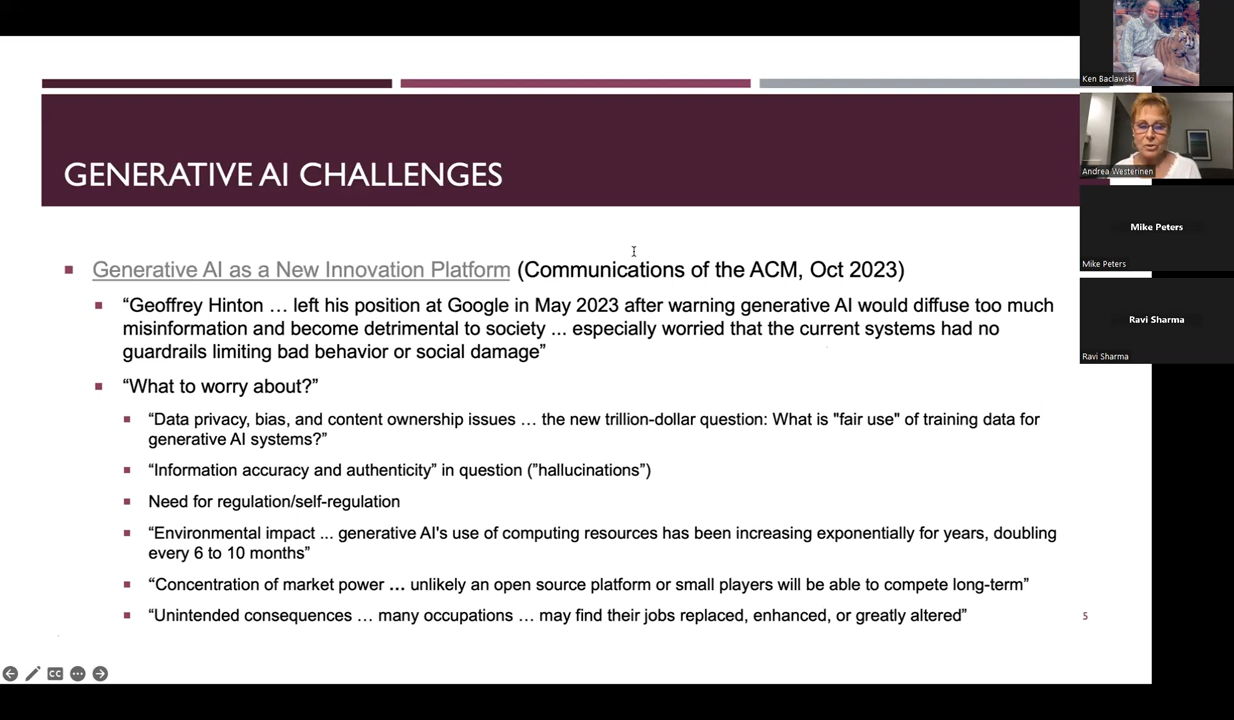 GENERATIVE AI CHALLENGES
Generative AI as a New Innovation Platform (Communications of the ACM, Oct 2023)
“Geoffrey Hinton … left his position at Google in May 2023 after warning generative AI would diffuse too much
misinformation and become detrimental to society ... especially worried that the current systems had no
guardrails limiting bad behavior or social damage”
“What to worry about?”
“Data privacy, bias, and content ownership issues … the new trillion-dollar question: What is "fair use" of training data for
generative AI systems?”
“Information accuracy and authenticity” in question (”hallucinations”)
Need for regulation/self-regulation
“Environmental impact ... generative AI's use of computing resources has been increasing exponentially for years, doubling
every 6 to 10 months”
“Concentration of market power … unlikely an open source platform or small players will be able to compete long-term”
“Unintended consequences … many occupations … may find their jobs replaced, enhanced, or greatly altered”
5
CC
Ken Baclawski
Andrea Westerinen
Mike Peters
Mike Peters
Ravi Sharma
Ravi Sharma